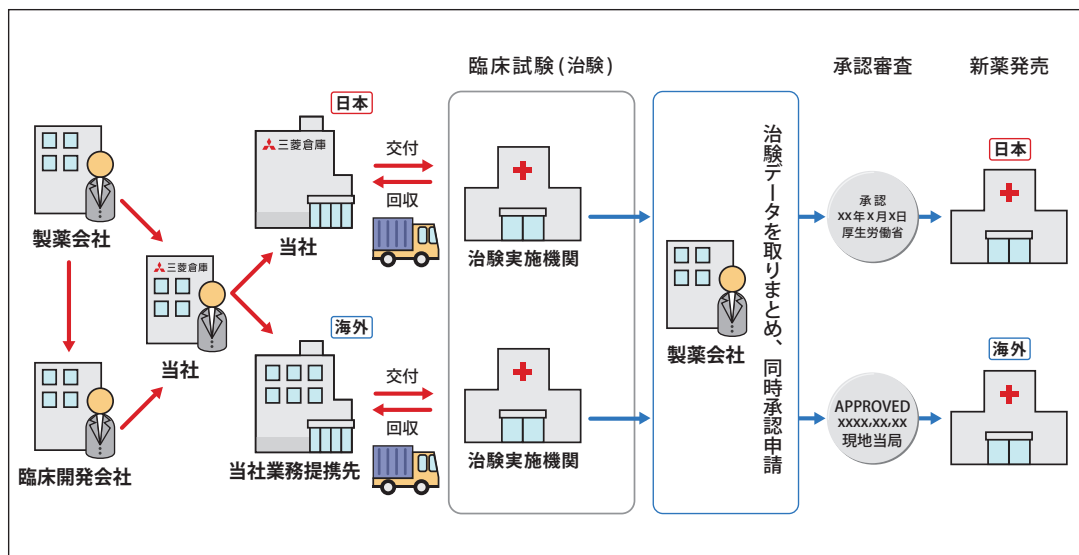 臨床試験(治験)
承認審査
新薬発売
製薬会社
臨床開発会社
三菱倉庫
当社
日本
三菱倉庫
当社
交付
回収
治験実施機関
海外
当社業務提携先
交付
回収
治験実施機関
製薬会社
治験データを取りまとめ、同時承認申請
承認
XX年X月X日
厚生労働省
日本
APPROVED
XXXX,XX,XX
現地当局
海外